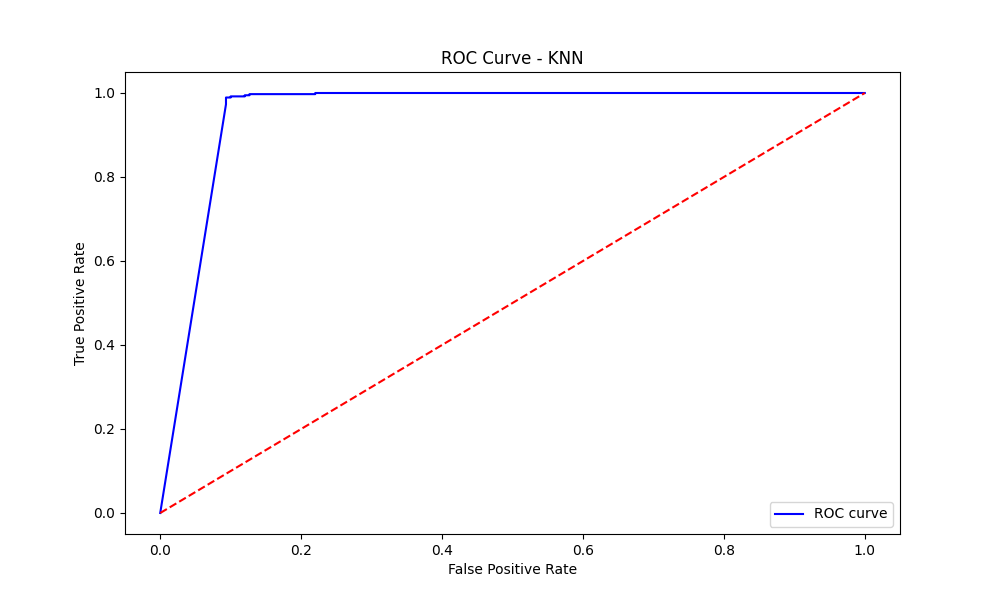 ROC Curve - KNN
True Positive Rate
1.0
0.8
0.6
0.4
0.2
0.0
0.0 0.2 0.4 0.6 0.8 1.0
False Positive Rate
ROC curve